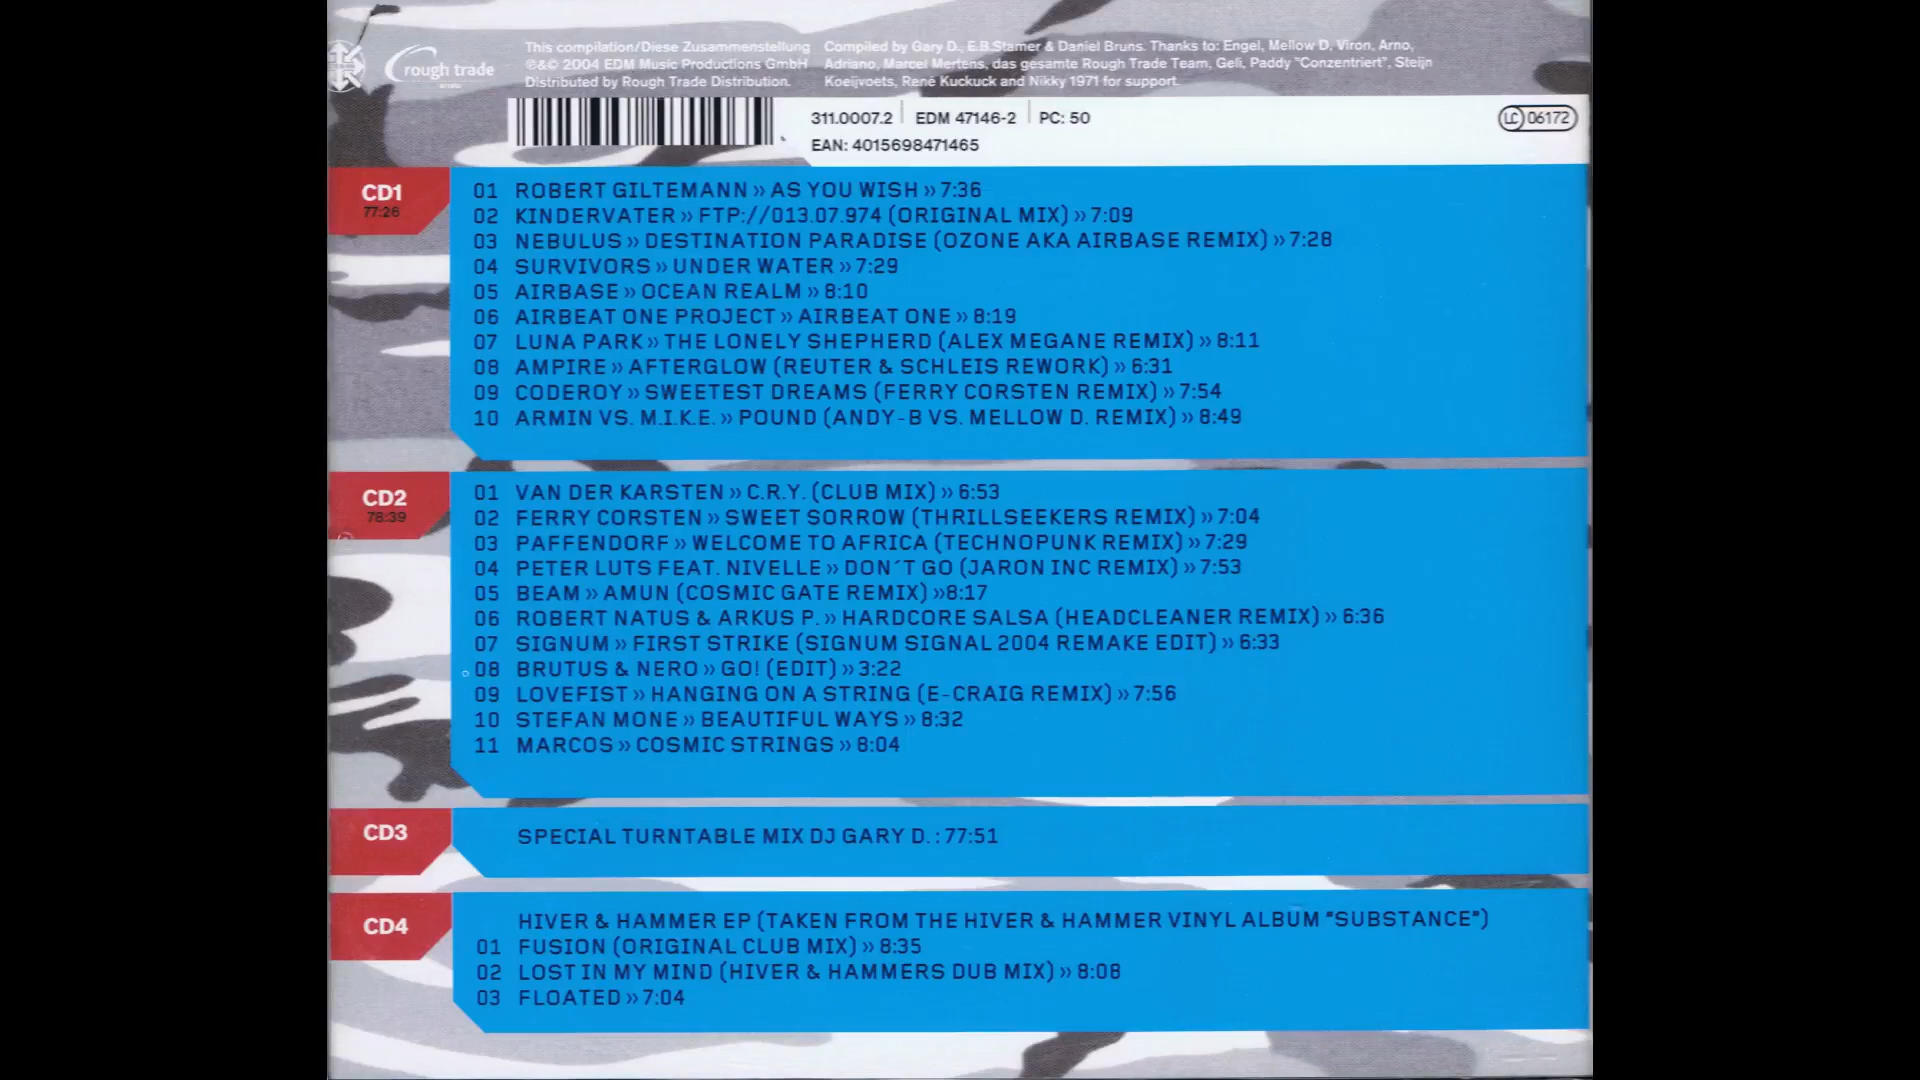 rough trade
This compilation/Diese Zusammenstellung
℗&© 2004 EDM Music Productions GmbH
Distributed by Rough Trade Distribution.
Compiled by Gary D., E.B.Stamer & Daniel Bruns. Thanks to: Engel, Mellow D, Viron, Arno,
Adriano, Marcel Mertens, das gesamte Rough Trade Team, Geli, Paddy "Conzentriert", Steijn
Koeijvoets, René Kuckuck and Nikky 1971 for support.
311.0007.2 EDM 47146-2 PC: 50
EAN: 4015698471465
LC 06172
CD1
77:26
01 ROBERT GILTEMANN » AS YOU WISH » 7:36
02 KINDERVATER » FTP://013.07.974 (ORIGINAL MIX) » 7:09
03 NEBULUS » DESTINATION PARADISE (OZONE AKA AIRBASE REMIX) » 7:28
04 SURVIVORS » UNDER WATER » 7:29
05 AIRBASE » OCEAN REALM » 8:10
06 AIRBEAT ONE PROJECT » AIRBEAT ONE » 8:19
07 LUNA PARK » THE LONELY SHEPHERD (ALEX MEGANE REMIX) » 8:11
08 AMPIRE » AFTERGLOW (REUTER & SCHLEIS REWORK) » 6:31
09 CODEROY » SWEETEST DREAMS (FERRY CORSTEN REMIX) » 7:54
10 ARMIN VS. M.I.K.E. » POUND (ANDY-B VS. MELLOW D. REMIX) » 8:49
CD2
78:39
01 VAN DER KARSTEN » C.R.Y. (CLUB MIX) » 6:53
02 FERRY CORSTEN » SWEET SORROW (THRILLSEEKERS REMIX) » 7:04
03 PAFFENDORF » WELCOME TO AFRICA (TECHNOPUNK REMIX) » 7:29
04 PETER LUTS FEAT. NIVELLE » DON´T GO (JARON INC REMIX) » 7:53
05 BEAM » AMUN (COSMIC GATE REMIX) »8:17
06 ROBERT NATUS & ARKUS P. » HARDCORE SALSA (HEADCLEANER REMIX) » 6:36
07 SIGNUM » FIRST STRIKE (SIGNUM SIGNAL 2004 REMAKE EDIT) » 6:33
08 BRUTUS & NERO » GO! (EDIT) » 3:22
09 LOVEFIST » HANGING ON A STRING (E-CRAIG REMIX) » 7:56
10 STEFAN MONE » BEAUTIFUL WAYS » 8:32
11 MARCOS » COSMIC STRINGS » 8:04
CD3
SPECIAL TURNTABLE MIX DJ GARY D. : 77:51
CD4
HIVER & HAMMER EP (TAKEN FROM THE HIVER & HAMMER VINYL ALBUM "SUBSTANCE")
01 FUSION (ORIGINAL CLUB MIX) » 8:35
02 LOST IN MY MIND (HIVER & HAMMERS DUB MIX) » 8:08
03 FLOATED » 7:04